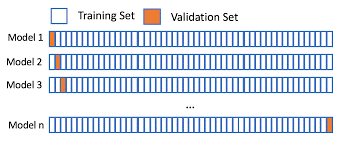 Training Set Validation Set
Model 1
Model 2
Model 3
...
Model n